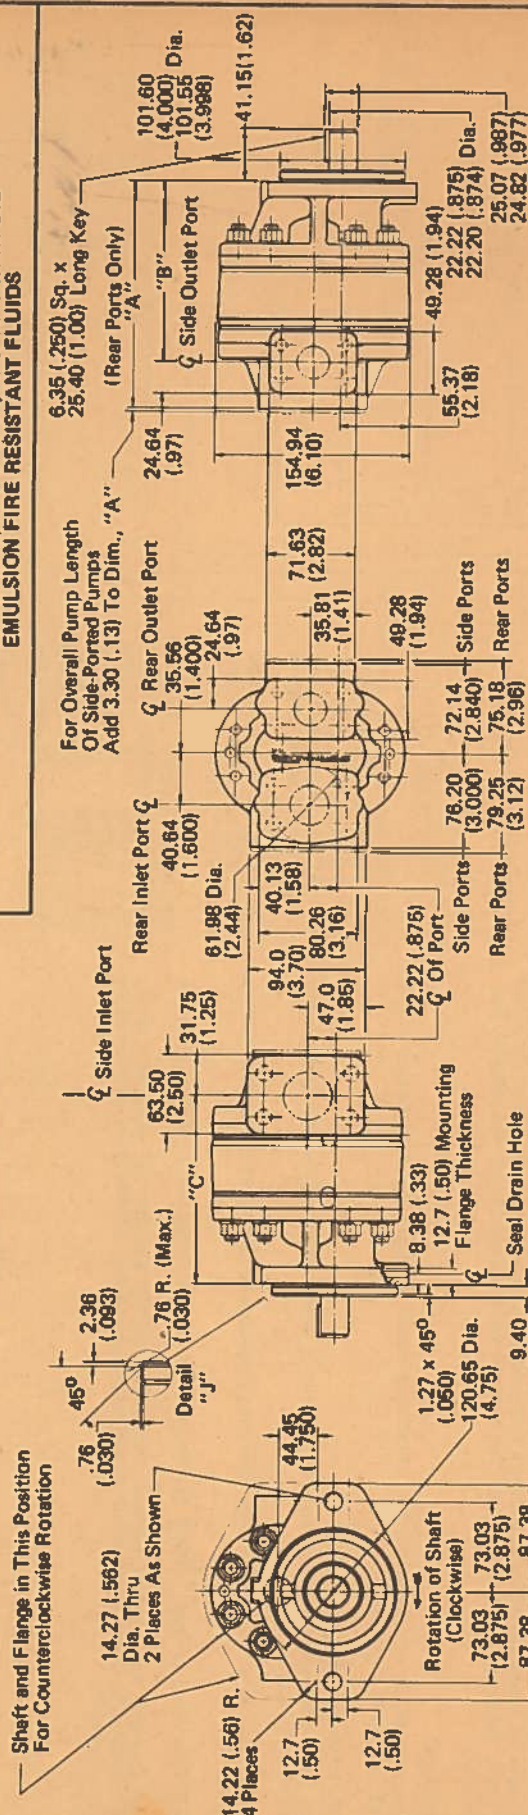 EMULSION FIRE RESISTANT FLUIDS
Shaft and Flange in This Position
For Counterclockwise Rotation
14.27 (.562)
Dia. Thru
2 Places As Shown
14.22 (.56) R.
4 Places
12.7
(.50)
12.7
(.50)
44.45
(1.750)
Rotation of Shaft
(Clockwise)
73.03
(2.875)
73.03
(2.875)
87.38
87.38
.76
(.030)
45°
2.36
(.093)
.76 R. (Max.)
(.030)
Detail
"J"
1.27 x 45°
(.050)
120.65 Dia.
(4.75)
"C"
℄ Side Inlet Port
63.50
(2.50)
31.75
(1.25)
8.38 (.33)
12.7 (.50) Mounting
Flange Thickness
℄ Seal Drain Hole
9.40
94.0
(3.70)
47.0
(1.85)
22.22 (.875)
℄ Of Port
Rear Inlet Port ℄
40.64
(1.600)
61.98 Dia.
(2.44)
40.13
(1.58)
80.26
(3.16)
℄ Rear Outlet Port
35.56
(1.400)
24.64
(.97)
71.63
(2.82)
35.81
(1.41)
49.28
(1.94)
Side Ports
76.20
(3.000)
72.14
(2.840)
Side Ports
Rear Ports
79.25
(3.12)
75.18
(2.96)
Rear Ports
For Overall Pump Length
Of Side-Ported Pumps
Add 3.30 (.13) To Dim., "A"
6.35 (.250) Sq. x
25.40 (1.00) Long Key
(Rear Ports Only)
"A"
"B"
℄ Side Outlet Port
24.64
(.97)
154.94
(6.10)
101.60
(4.000) Dia.
101.55
(3.998)
41.15(1.62)
49.28 (1.94)
55.37
(2.18)
22.22 (.875)
22.20 (.874) Dia.
25.07 (.987)
24.82 (.977)